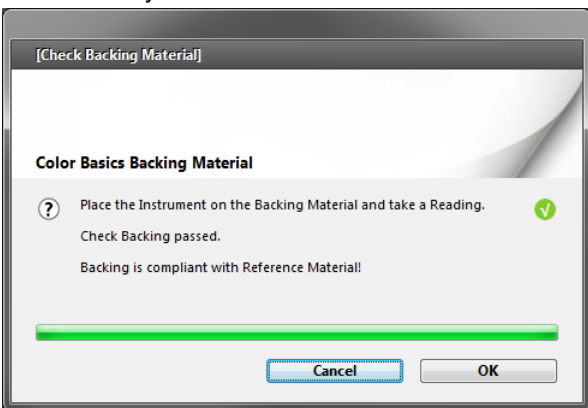 [Check Backing Material]
Color Basics Backing Material
Place the Instrument on the Backing Material and take a Reading.
Check Backing passed.
Backing is compliant with Reference Material!
Cancel
OK